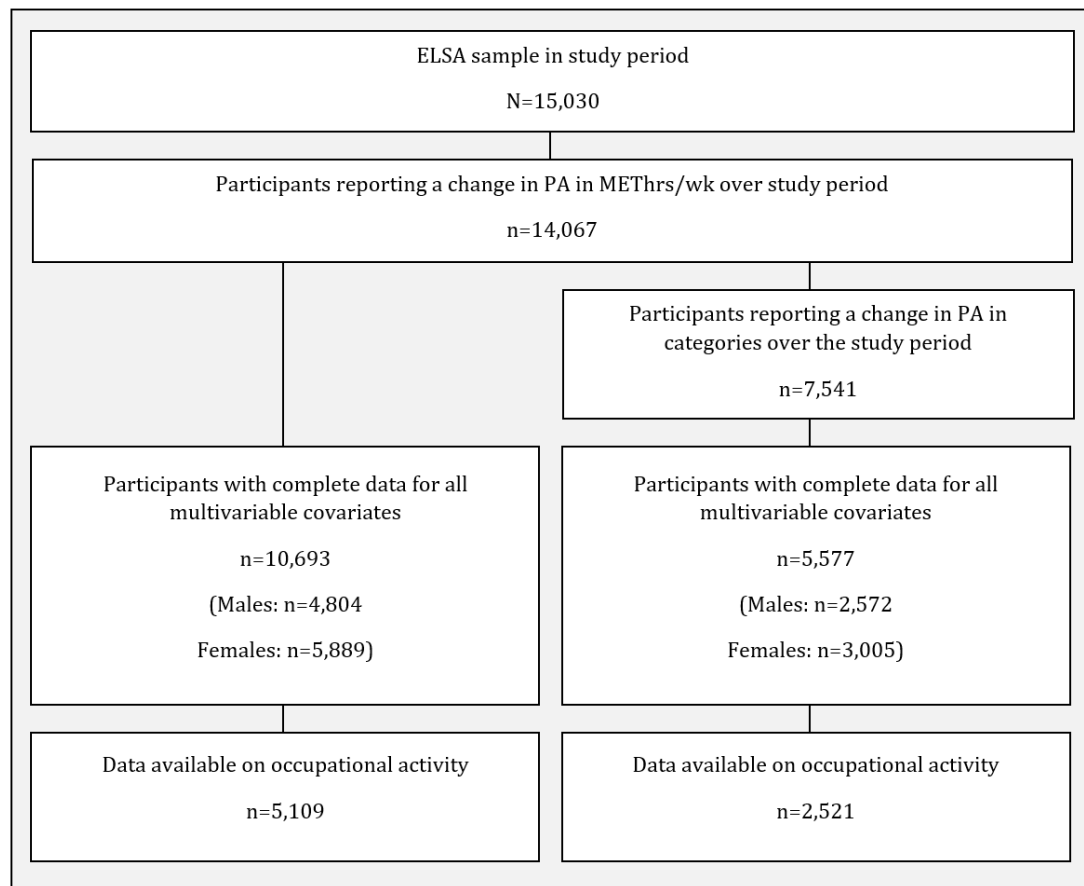 ELSA sample in study period
N=15,030
Participants reporting a change in PA in METhrs/wk over study period
n=14,067
Participants reporting a change in PA in
categories over the study period
n=7,541
Participants with complete data for all
multivariable covariates
n=10,693
(Males: n=4,804
Females: n=5,889)
Participants with complete data for all
multivariable covariates
n=5,577
(Males: n=2,572
Females: n=3,005)
Data available on occupational activity
n=5,109
Data available on occupational activity
n=2,521